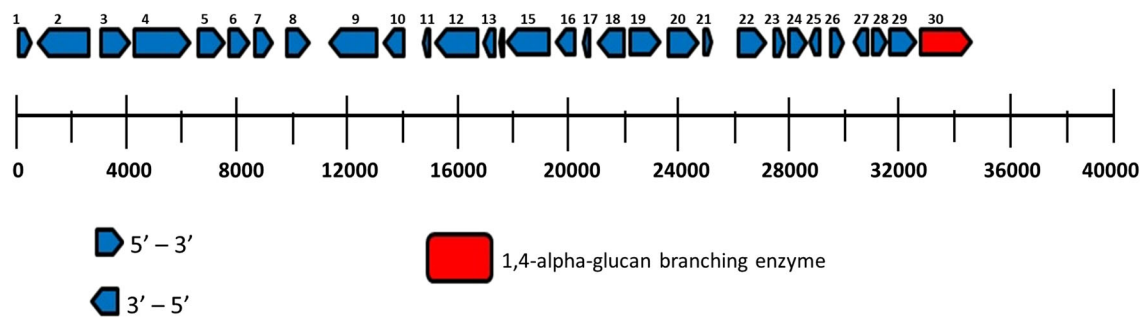 1 2 3 4 5 6 7 8 9 10 11 12 13 15 16 17 18 19 20 21 22 23 24 25 26 27 28 29 30
0 4000 8000 12000 16000 20000 24000 28000 32000 36000 40000
5’ – 3’
1,4-alpha-glucan branching enzyme
3’ – 5’